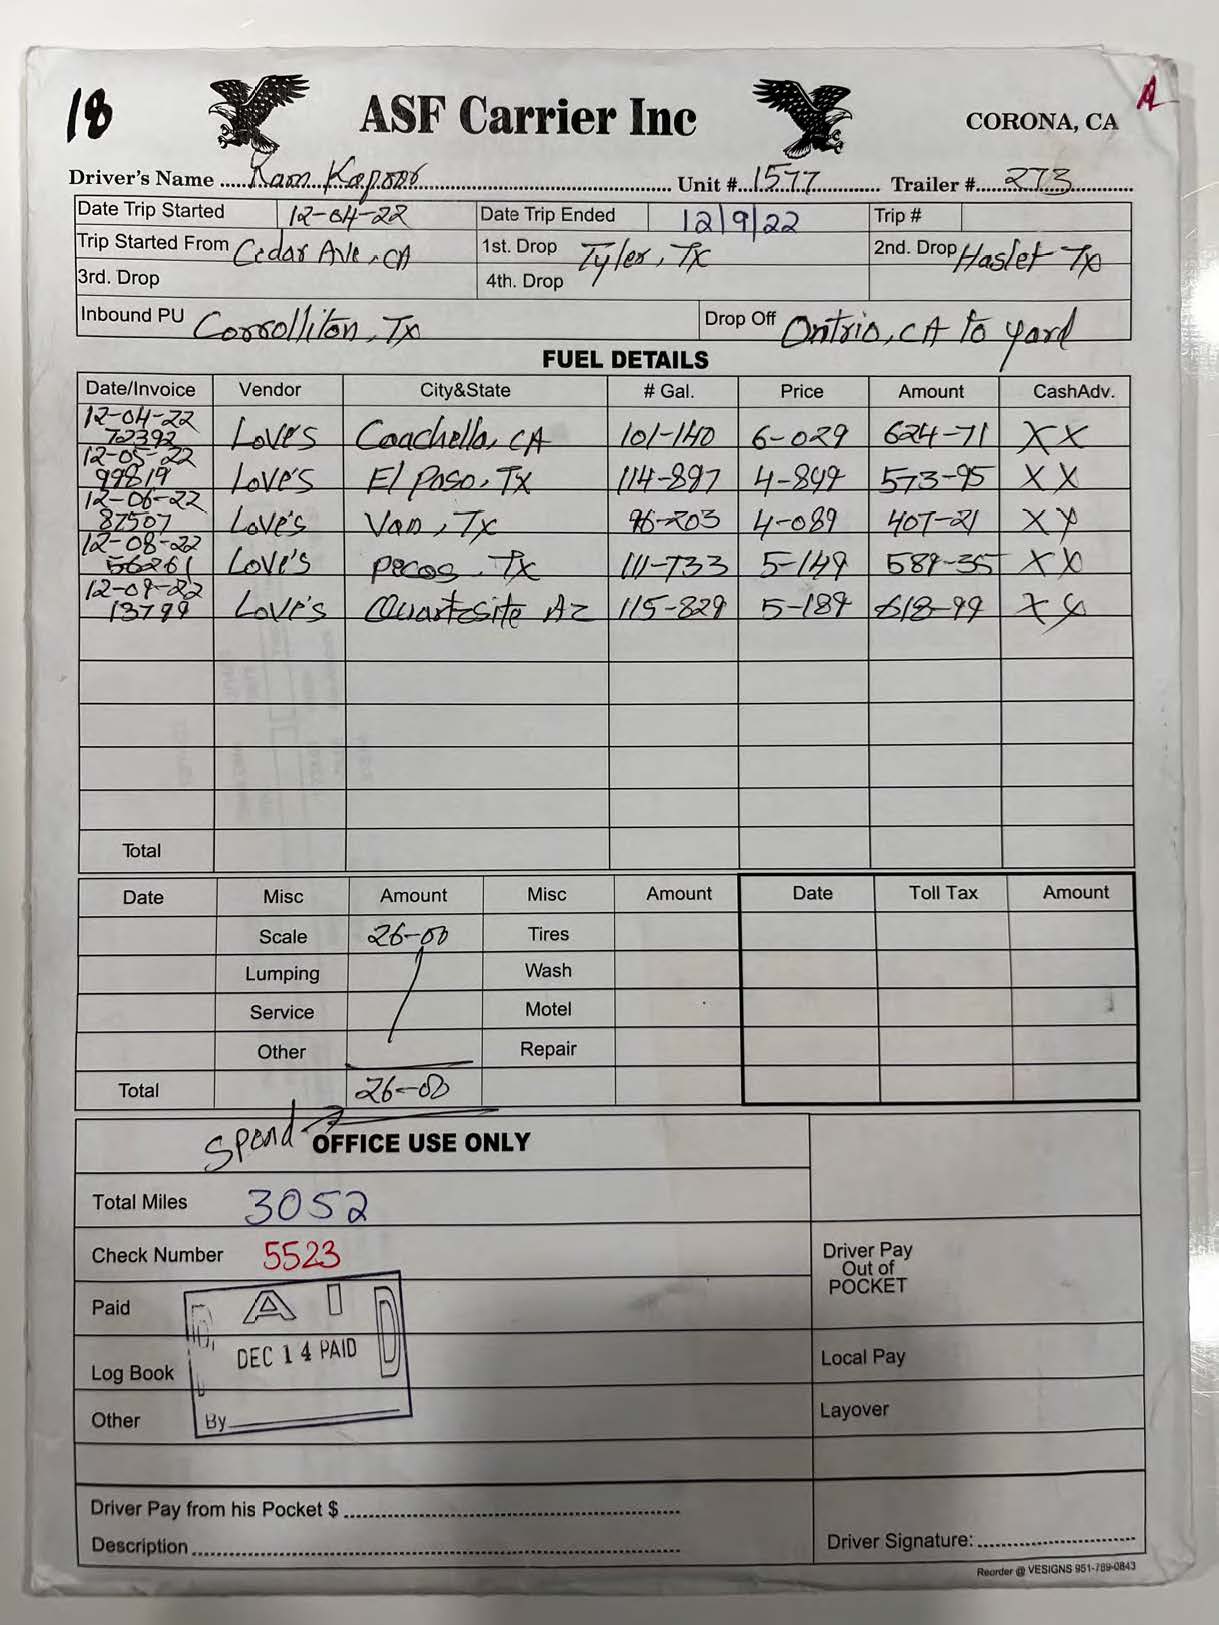 18
ASF Carrier Inc
CORONA, CA
A
Driver's Name Ram Kapoor Unit # 1577 Trailer # 273
Date Trip Started 12-04-22 Date Trip Ended 12/9/22 Trip #
Trip Started From Cedar Ave, CA 1st. Drop Tyler, TX 2nd. Drop Haslet TX
3rd. Drop 4th. Drop
Inbound PU Corrolliton, TX Drop Off Ontrio, CA to yard
FUEL DETAILS
Date/Invoice Vendor City&State # Gal. Price Amount CashAdv.
12-04-22
72392 Love's Coachella, CA 101-140 6-029 624-71 XX
12-05-22
99819 Love's El Paso, TX 114-897 4-899 573-95 XX
12-06-22
87507 Love's Van, TX 96-203 4-089 407-21 XX
12-08-22
56261 Love's Pecos, TX 111-733 5-149 589-35 XX
12-09-22
13799 Love's Quartzsite AZ 115-829 5-189 618-99 XX
Total
Date Misc Amount Misc Amount Date Toll Tax Amount
Scale 26-00 Tires
Lumping Wash
Service Motel
Other Repair
Total 26-00
Spend OFFICE USE ONLY
Total Miles 3052
Check Number 5523
Driver Pay
Out of
POCKET
Paid
PAID
DEC 14 PAID
Log Book
Local Pay
Other By
Layover
Driver Pay from his Pocket $
Description
Driver Signature:
Reorder @ VESIGNS 951-789-0843